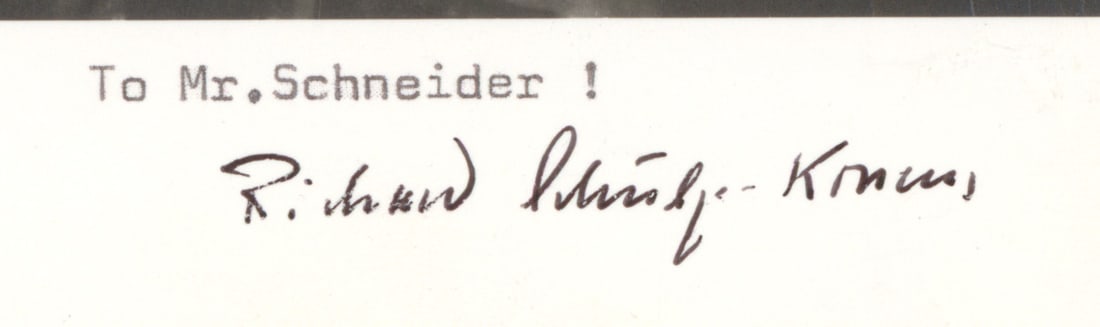 To Mr.Schneider !
Richard Schulze-Kossens